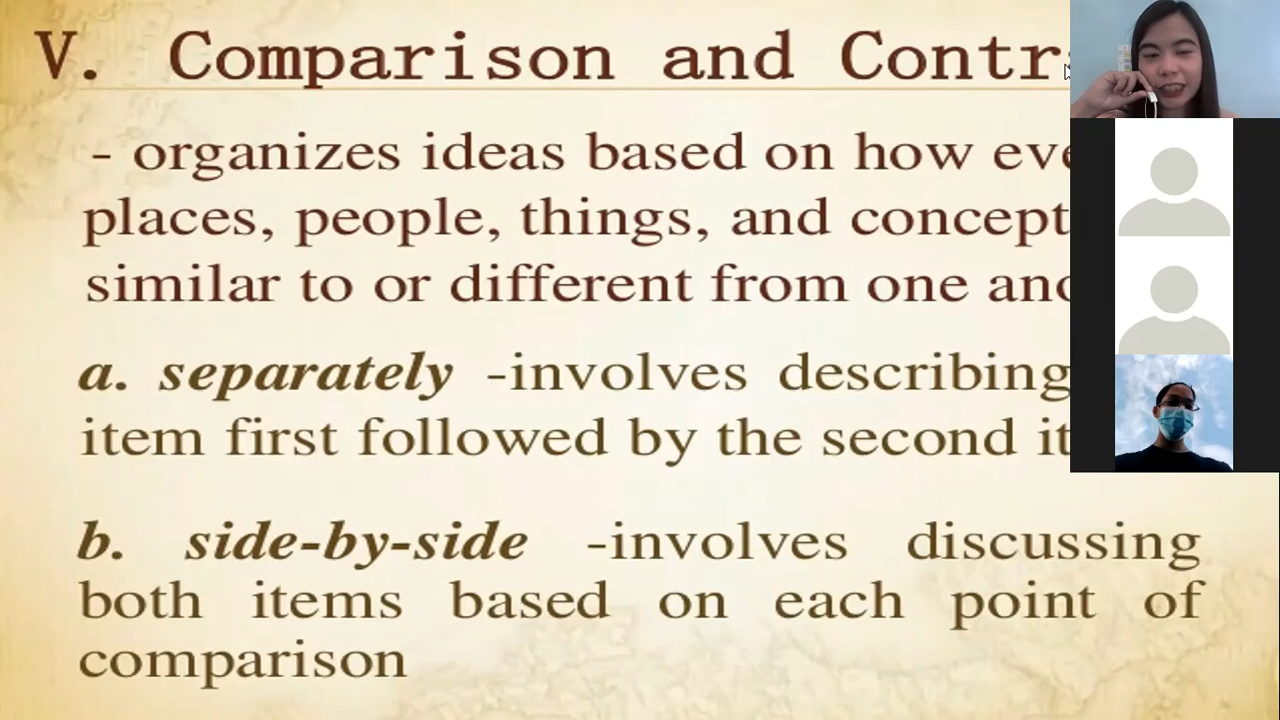 V. Comparison and Contr
- organizes ideas based on how eve
places, people, things, and concept
similar to or different from one and
a. separately -involves describing
item first followed by the second it
b. side-by-side -involves discussing
both items based on each point of
comparison